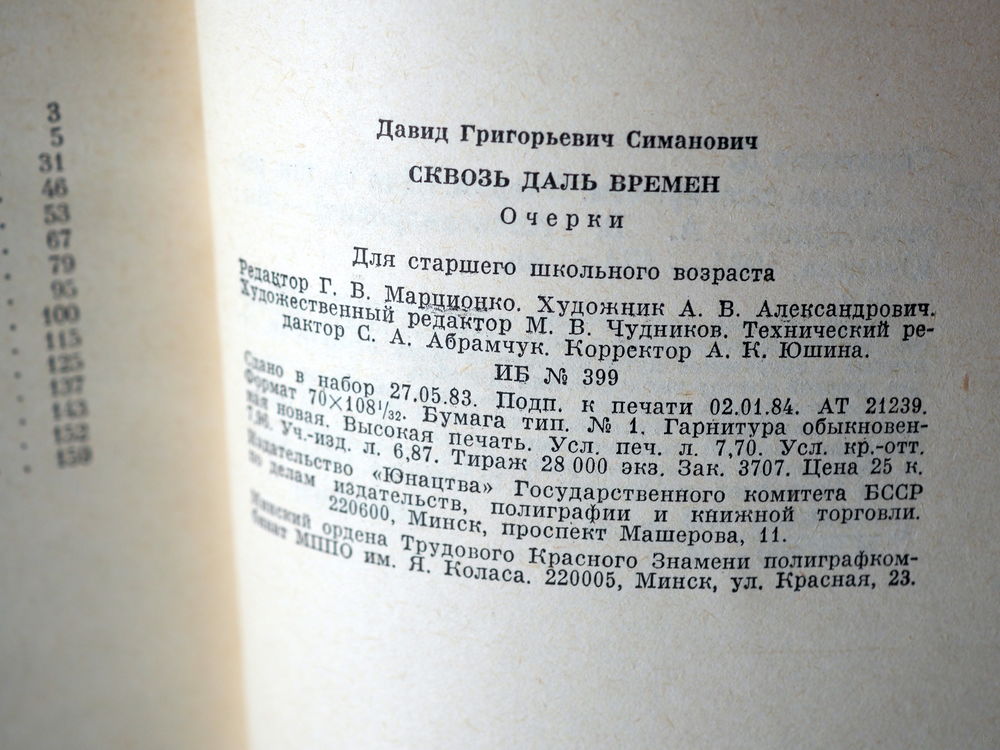 3
5
31
46
53
67
79
95
100
115
125
137
143
152
159
Давид Григорьевич Симанович
СКВОЗЬ ДАЛЬ ВРЕМЕН
Очерки
Для старшего школьного возраста
Редактор Г. В. Марционко. Художник А. В. Александрович.
Художественный редактор М. В. Чудников. Технический ре-
дактор С. А. Абрамчук. Корректор А. К. Юшина.
ИБ № 399
Сдано в набор 27.05.83. Подп. к печати 02.01.84. АТ 21239.
Формат 70×108¹/₃₂. Бумага тип. № 1. Гарнитура обыкновен-
ная новая. Высокая печать. Усл. печ. л. 7,70. Усл. кр.-отт.
7,96. Уч.-изд. л. 6,87. Тираж 28 000 экз. Зак. 3707. Цена 25 к.
Издательство «Юнацтва» Государственного комитета БССР
по делам издательств, полиграфии и книжной торговли.
220600, Минск, проспект Машерова, 11.
Минский ордена Трудового Красного Знамени полиграфком-
бинат МППО им. Я. Коласа. 220005, Минск, ул. Красная, 23.